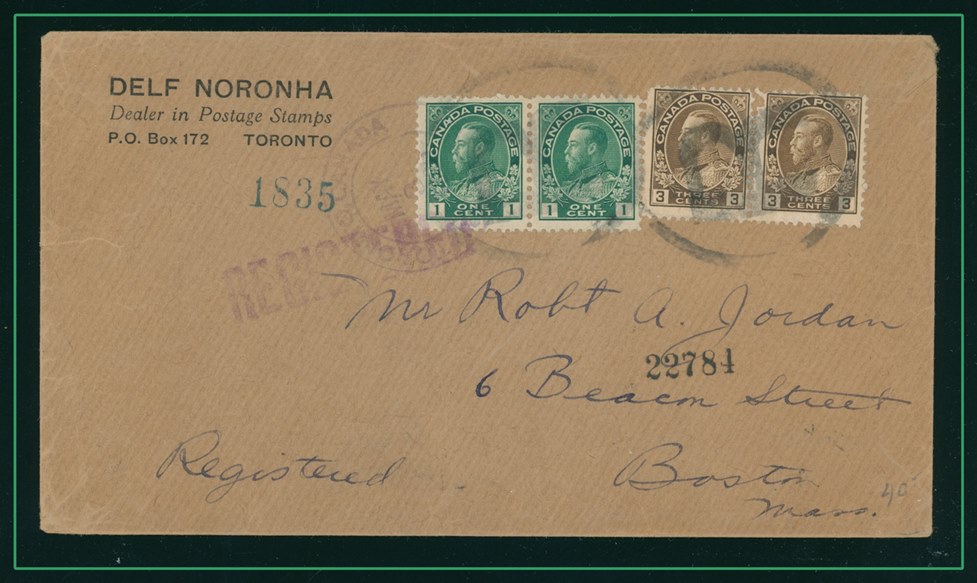 DELF NORONHA
Dealer in Postage Stamps
P.O. Box 172 TORONTO
1835
CANADA POSTAGE
1 ONE CENT 1
CANADA POSTAGE
1 ONE CENT 1
CANADA POSTAGE
3 THREE CENTS 3
CANADA POSTAGE
3 THREE CENTS 3
REGISTERED
Mr Robt A. Jordan
22784
6 Beacon Street
Registered
Boston
Mass.
40